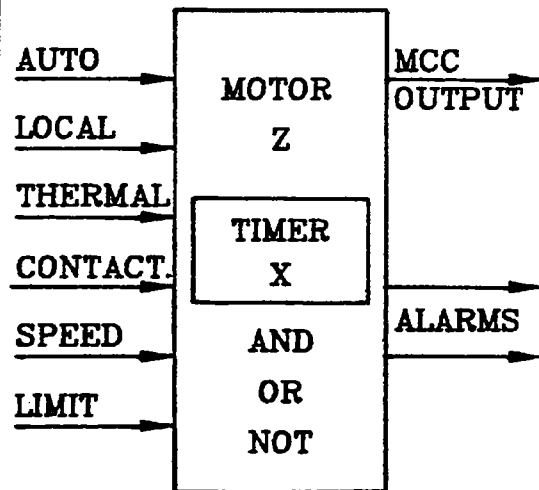 AUTO
LOCAL
THERMAL
CONTACT.
SPEED
LIMIT
MOTOR
Z
TIMER
X
AND
OR
NOT
MCC
OUTPUT
ALARMS